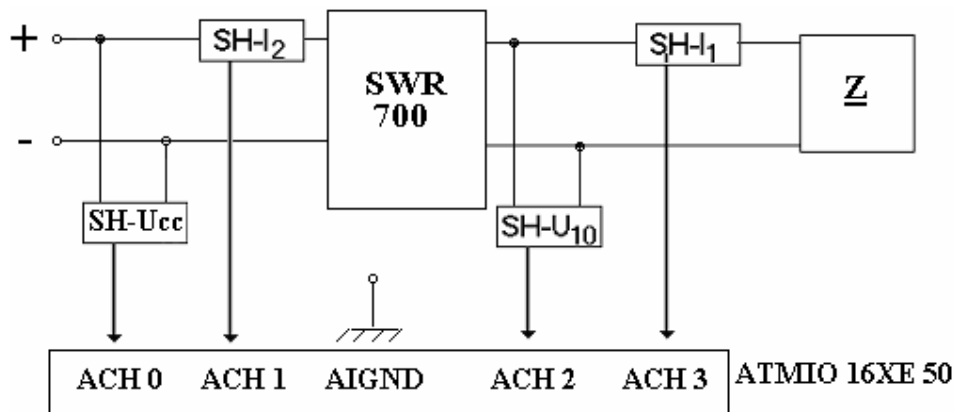 + SH-I₂ SH-I₁
SWR
700
Z
-
SH-Ucc SH-U₁₀
ACH 0 ACH 1 AIGND ACH 2 ACH 3 ATMIO 16XE 50